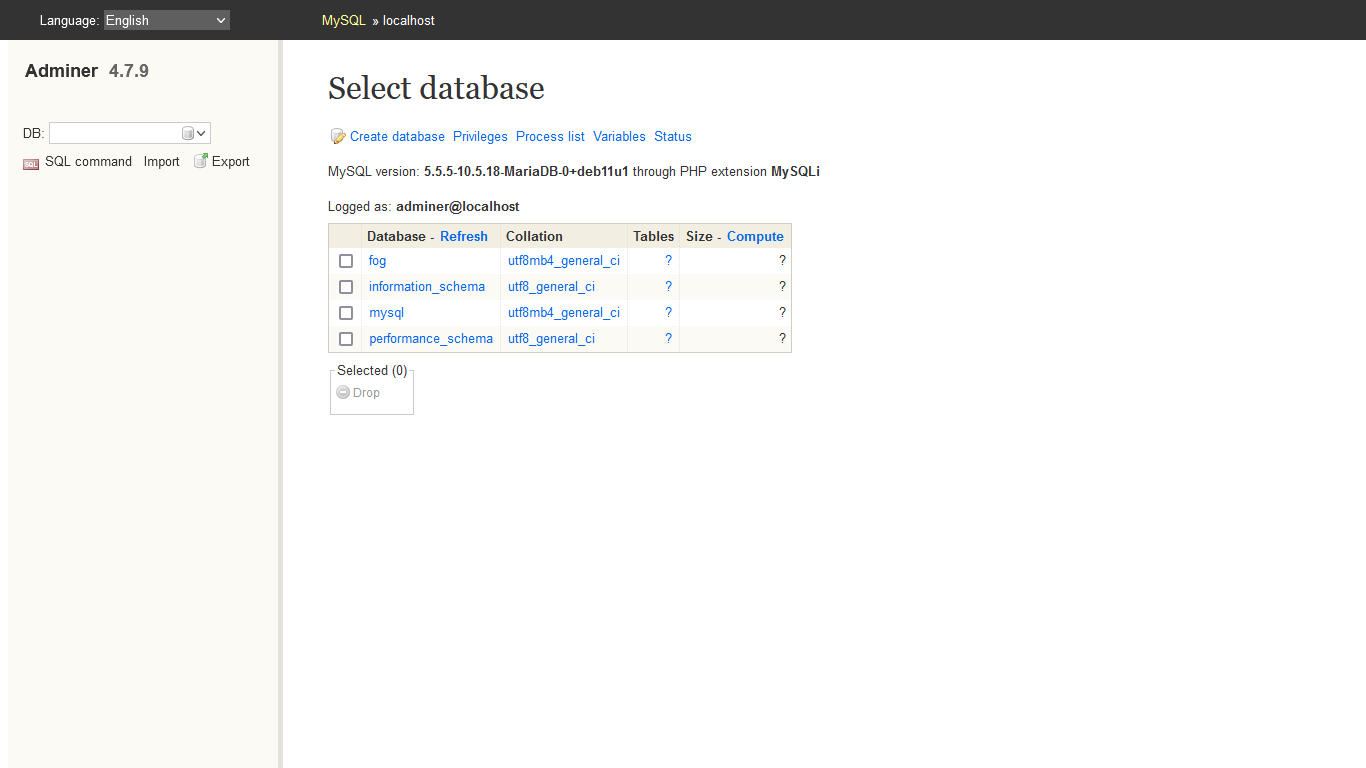 Language: English
MySQL » localhost
Adminer 4.7.9
DB:
SQL SQL command Import Export
Select database
Create database Privileges Process list Variables Status
MySQL version: 5.5.5-10.5.18-MariaDB-0+deb11u1 through PHP extension MySQLi
Logged as: adminer@localhost
Database - Refresh Collation Tables Size - Compute
fog utf8mb4_general_ci ? ?
information_schema utf8_general_ci ? ?
mysql utf8mb4_general_ci ? ?
performance_schema utf8_general_ci ? ?
Selected (0)
Drop